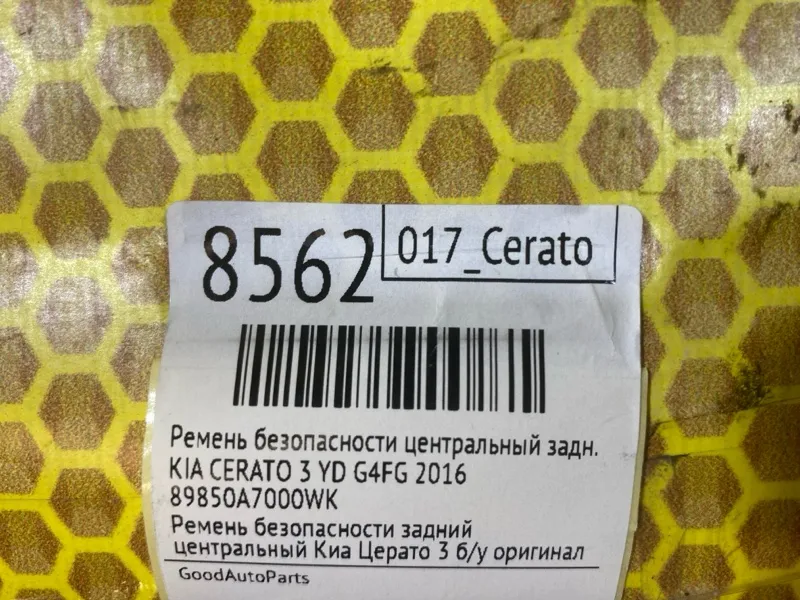 8562
017_Cerato
Ремень безопасности центральный задн.
KIA CERATO 3 YD G4FG 2016
89850A7000WK
Ремень безопасности задний
центральный Киа Церато 3 б/у оригинал
GoodAutoParts